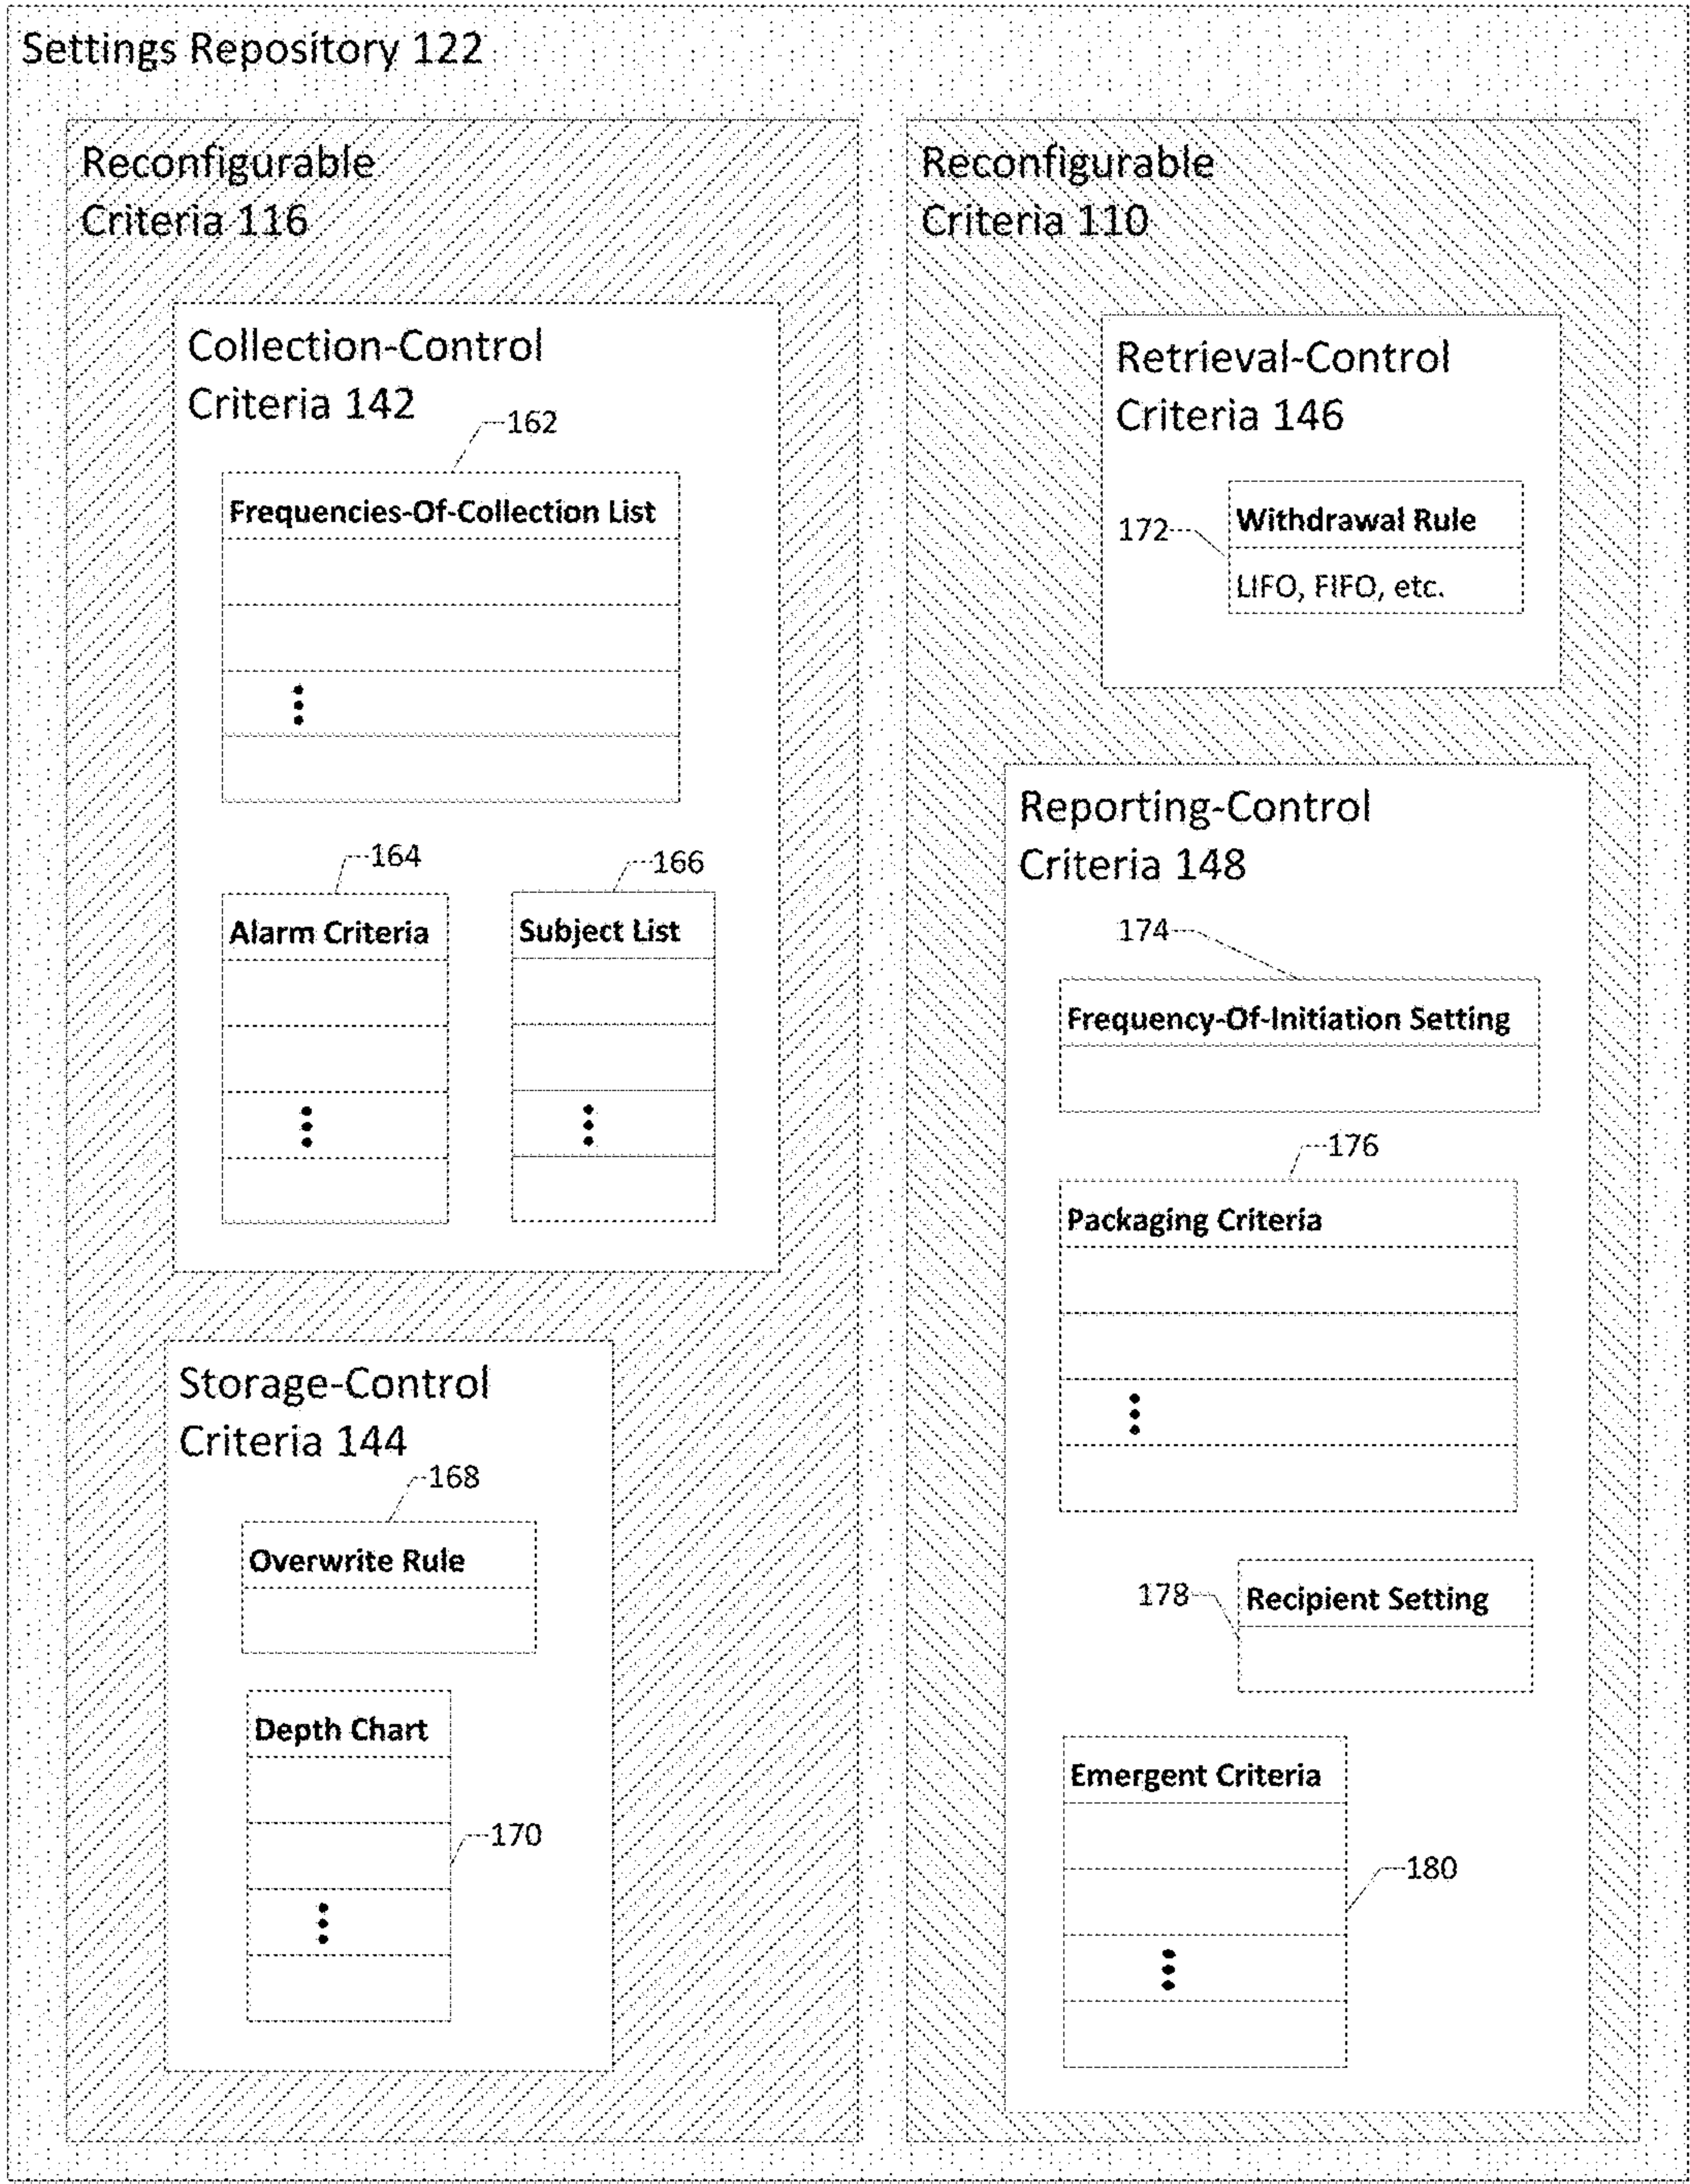 Settings Repository 122
Reconfigurable
Criteria 116
Collection-Control
Criteria 142
162
Frequencies-Of-Collection List
164
Alarm Criteria
166
Subject List
Storage-Control
Criteria 144
168
Overwrite Rule
Depth Chart
170
Reconfigurable
Criteria 110
Retrieval-Control
Criteria 146
172
Withdrawal Rule
LIFO, FIFO, etc.
Reporting-Control
Criteria 148
174
Frequency-Of-Initiation Setting
176
Packaging Criteria
178
Recipient Setting
Emergent Criteria
180